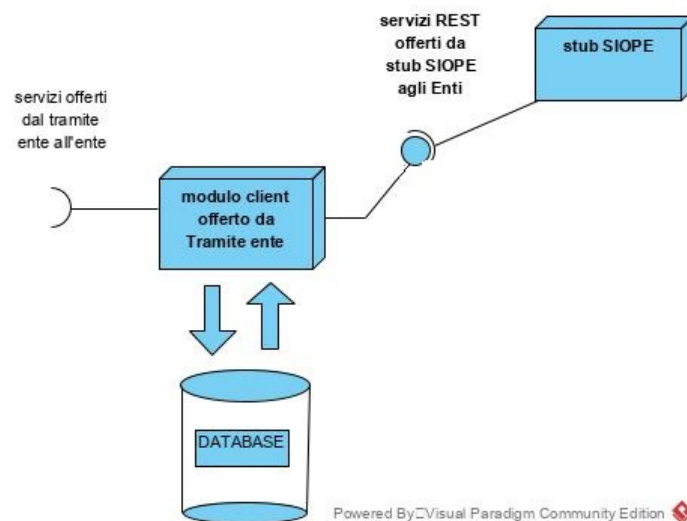 servizi REST
offerti da
stub SIOPE
agli Enti
stub SIOPE
servizi offerti
dal tramite
ente all'ente
modulo client
offerto da
Tramite ente
DATABASE
Powered By Visual Paradigm Community Edition